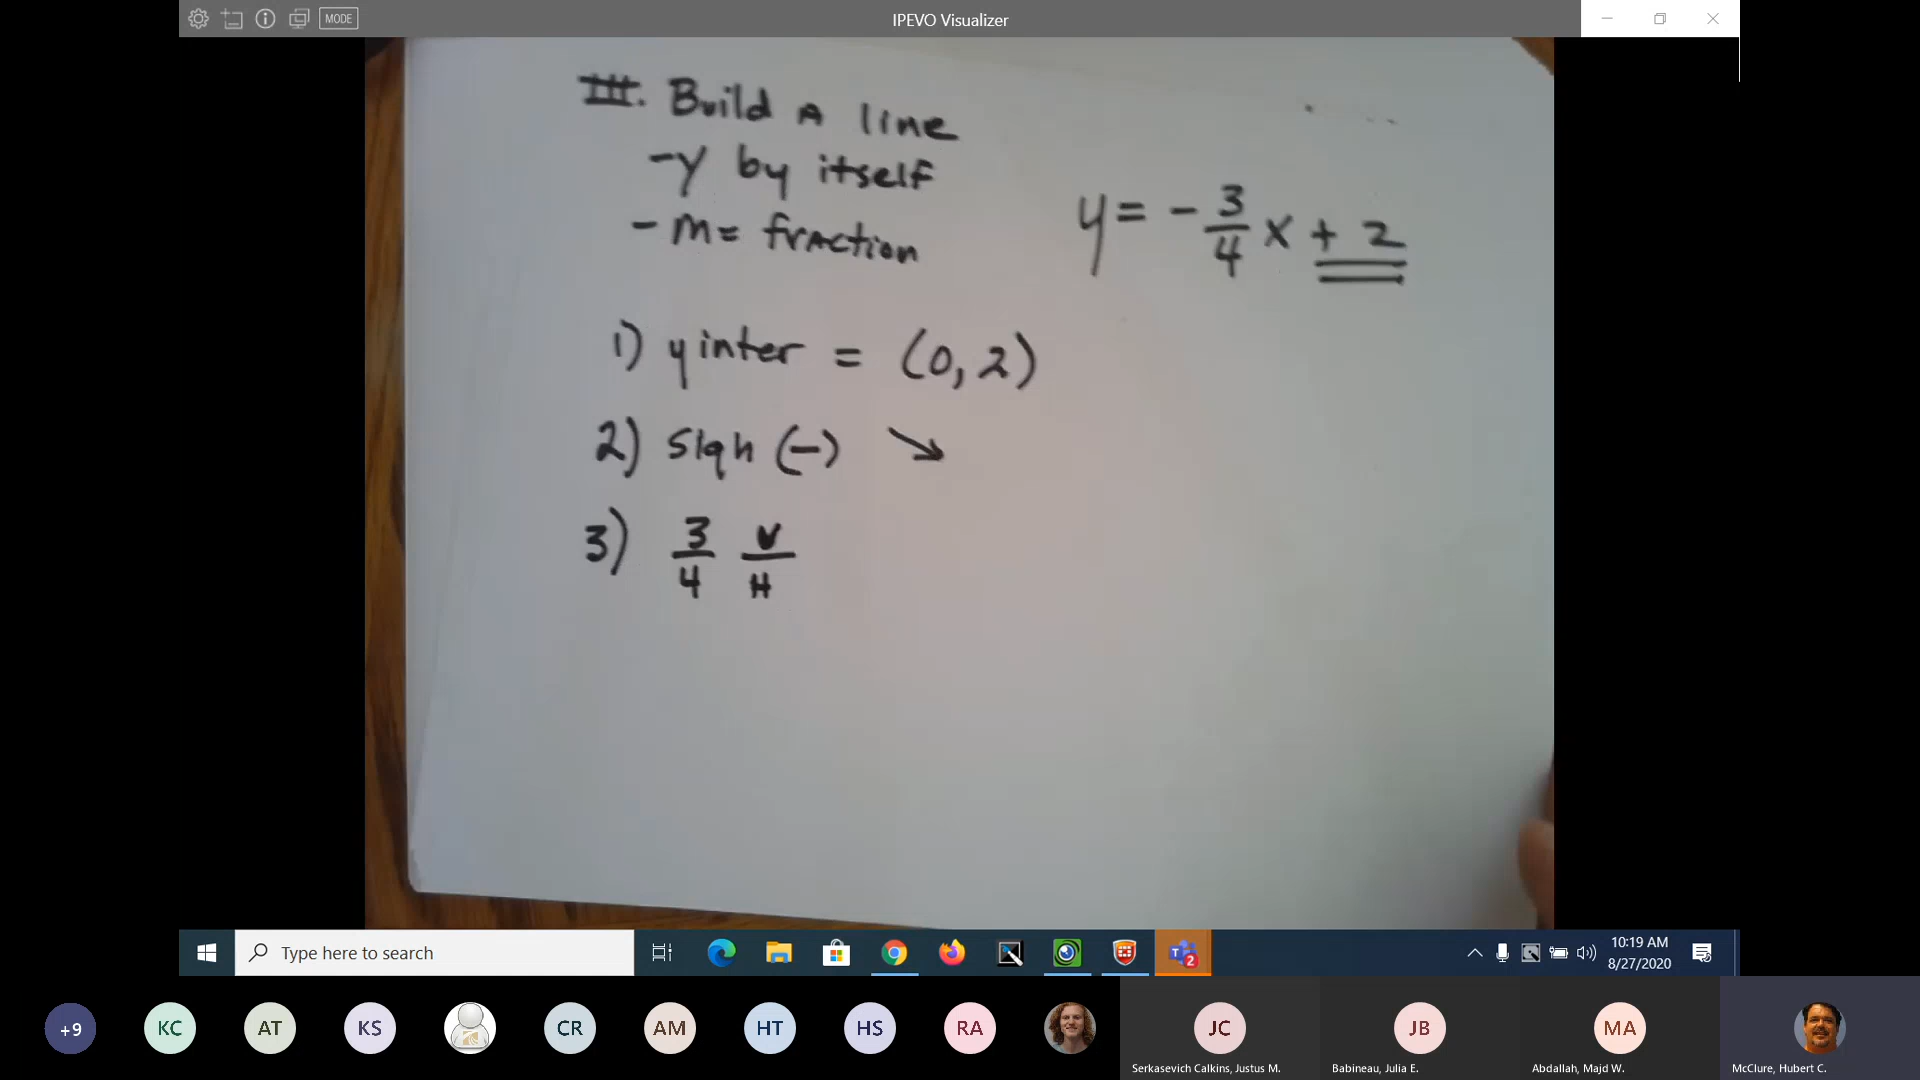 MODE
IPEVO Visualizer
III. Build A line
-y by itself
- m= fraction
y = - 3/4 x + 2
1) y inter = (0, 2)
2) sign (-) ↘
3) 3/4 V/H
Type here to search
2
10:19 AM
8/27/2020
+9
KC
AT
KS
CR
AM
HT
HS
RA
JC
JB
MA
Serkasevich Calkins, Justus M.
Babineau, Julia E.
Abdallah, Majd W.
McClure, Hubert C.